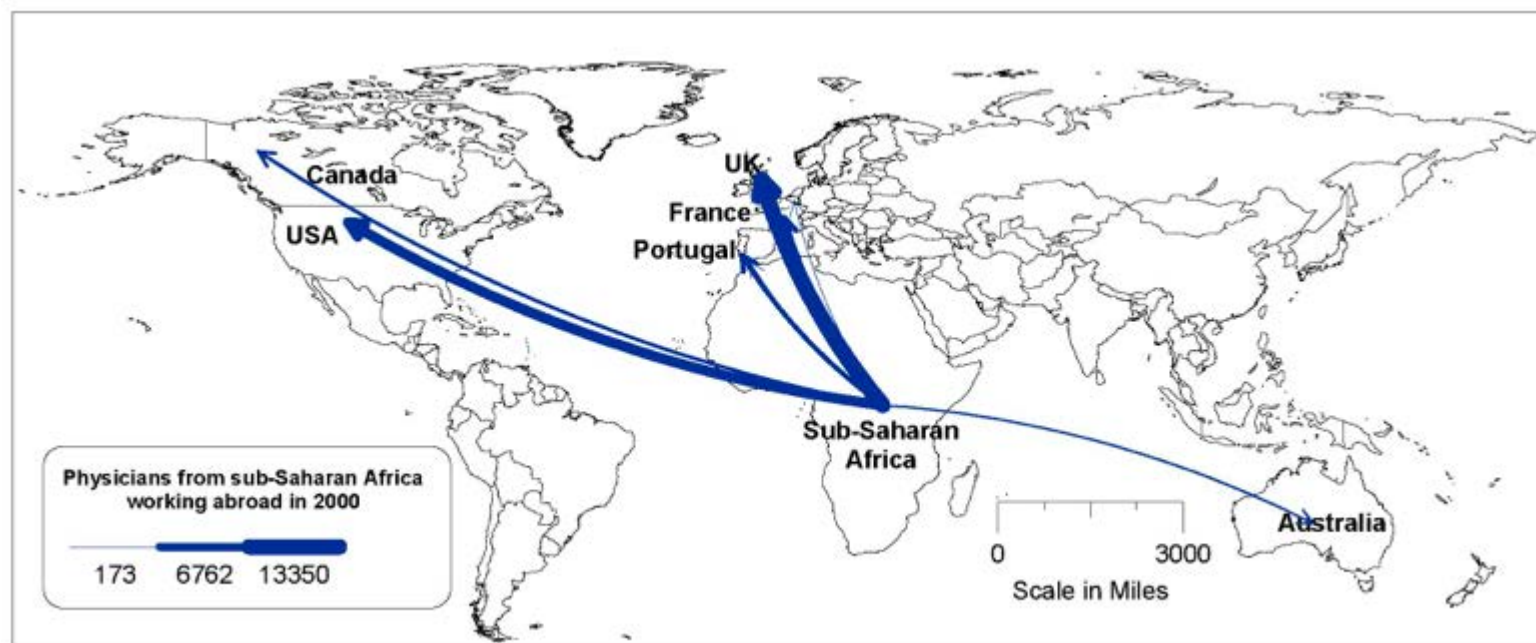 Canada
USA
UK
France
Portugal
Sub-Saharan
Africa
Australia
Physicians from sub-Saharan Africa
working abroad in 2000
173 6762 13350
0 3000
Scale in Miles